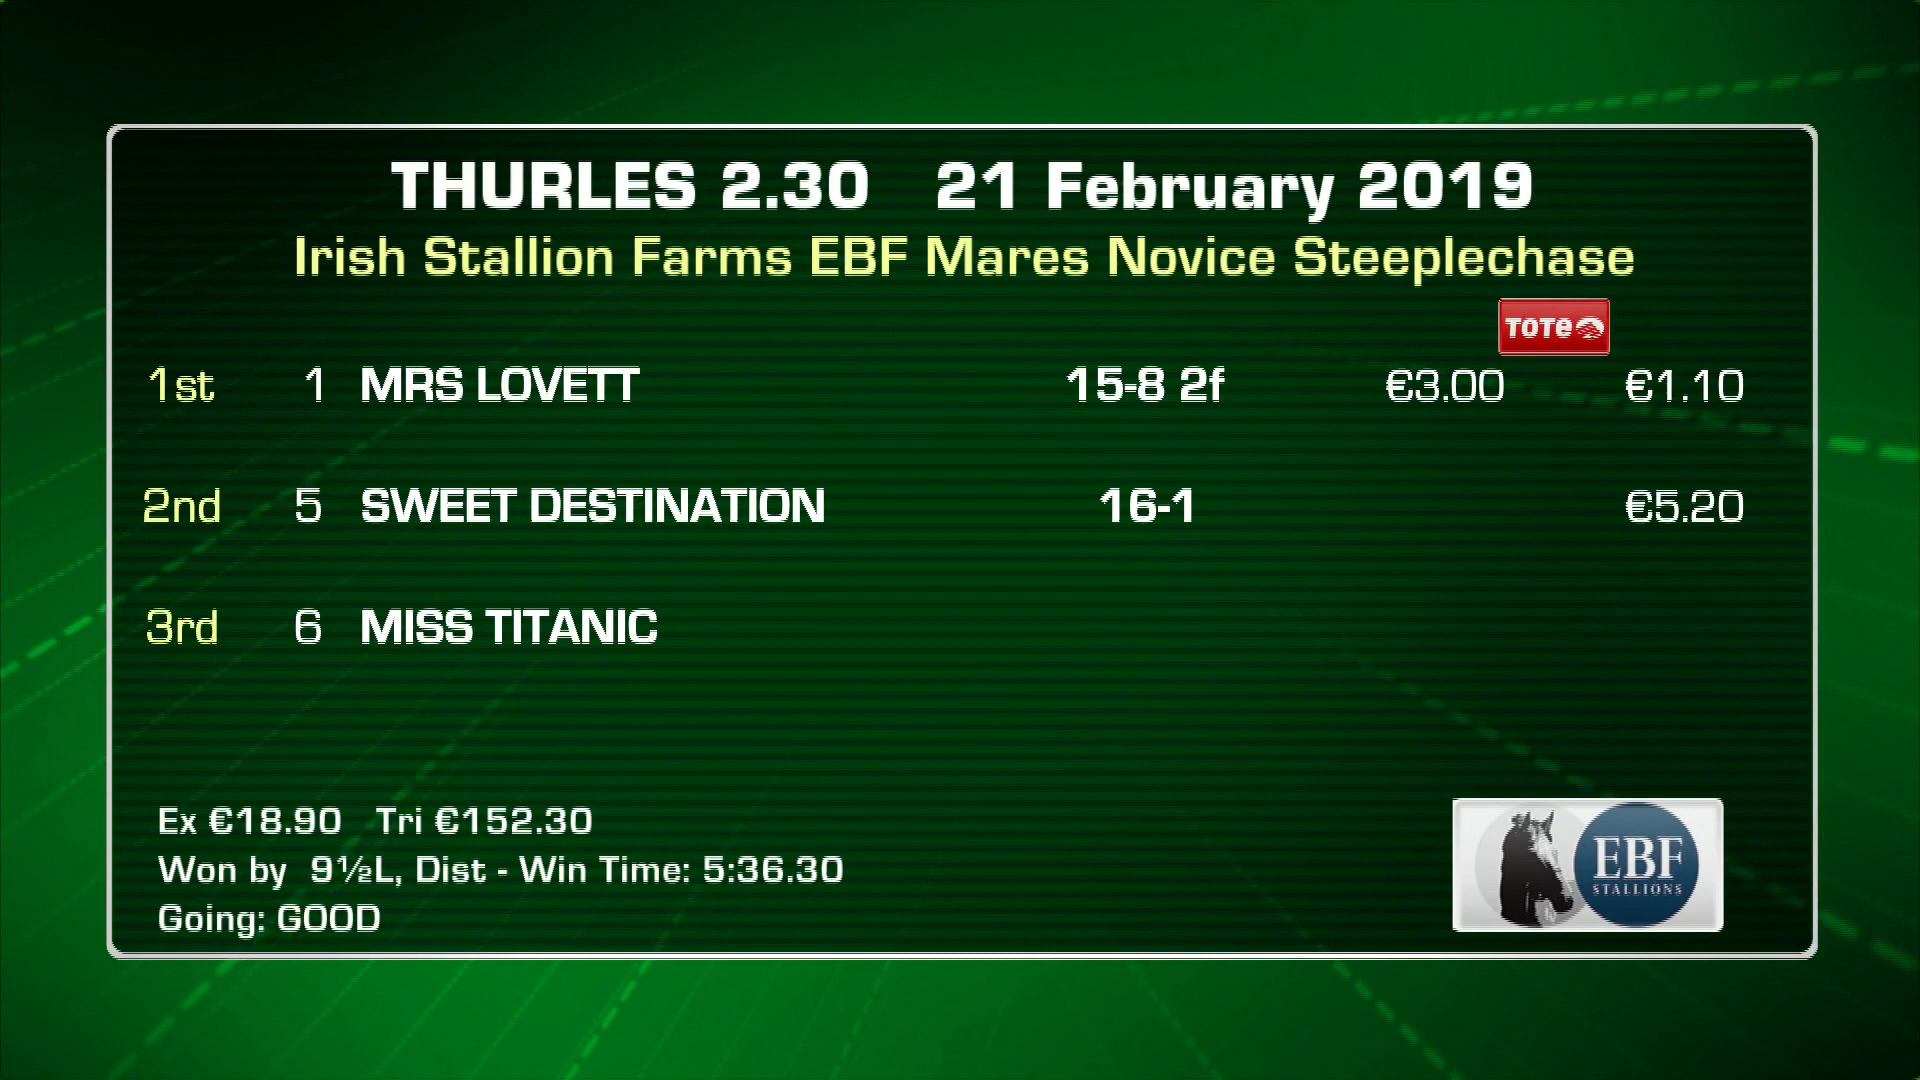 THURLES 2.30 21 February 2019
Irish Stallion Farms EBF Mares Novice Steeplechase
TOTE
1st 1 MRS LOVETT 15-8 2f €3.00 €1.10
2nd 5 SWEET DESTINATION 16-1 €5.20
3rd 6 MISS TITANIC
Ex €18.90 Tri €152.30
Won by 9½L, Dist - Win Time: 5:36.30
Going: GOOD
EBF
STALLIONS